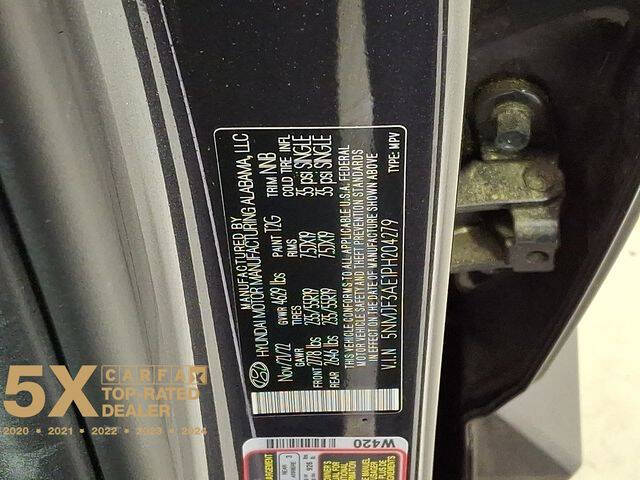 MANUFACTURED BY
HYUNDAI MOTOR MANUFACTURING ALABAMA, LLC
Nov/21/22 GVWR 4629 lbs PAINT T2G TRIM NNB
GAWR TIRES RIMS COLD TIRE INFL
FRONT 2778 lbs 235/55R19 7.5JX19 35 psi SINGLE
REAR 2646 lbs 235/55R19 7.5JX19 35 psi SINGLE
THIS VEHICLE CONFORMS TO ALL APPLICABLE U.S.A. FEDERAL
MOTOR VEHICLE SAFETY AND THEFT PREVENTION STANDARDS
IN EFFECT ON THE DATE OF MANUFACTURE SHOWN ABOVE
V.I.N 5NMJF3AE1PH204279 TYPE: MPV
W420
5X CARFAX
TOP-RATED
DEALER
2020 • 2021 • 2022 • 2023 • 2024